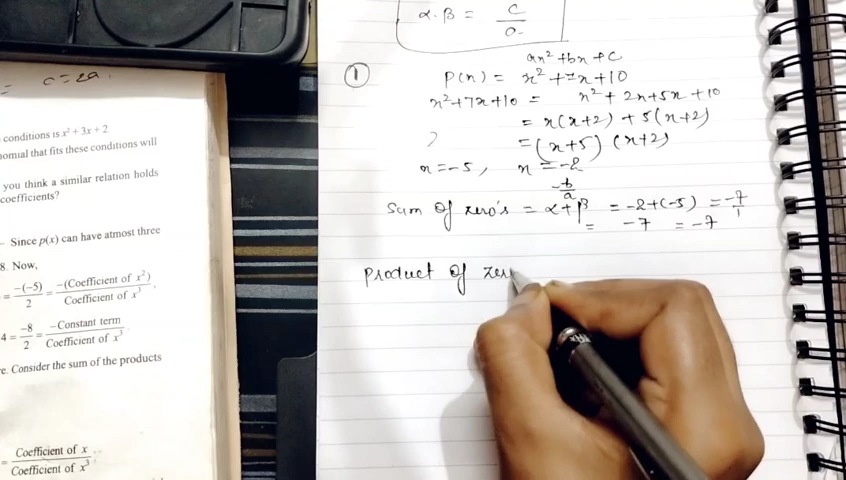 α·β = c/a
①
ax² + bx + c
p(x) = x² + 7x + 10
x² + 7x + 10 = x² + 2x + 5x + 10
= x(x+2) + 5(x+2)
= (x+5) (x+2)
x = -5, x = -2
-b/a
Sum of zero's = α + β = -2 + (-5) = -7/1
= -7 = -7
Product of zer
= c = 2a.
conditions is x² + 3x + 2
nomial that fits these conditions will
you think a similar relation holds
coefficients?
Since p(x) can have atmost three
8. Now,
= -(-5)/2 = -(Coefficient of x²)/Coefficient of x³,
4 = -8/2 = -Constant term/Coefficient of x³.
re. Consider the sum of the products
= Coefficient of x/Coefficient of x³.